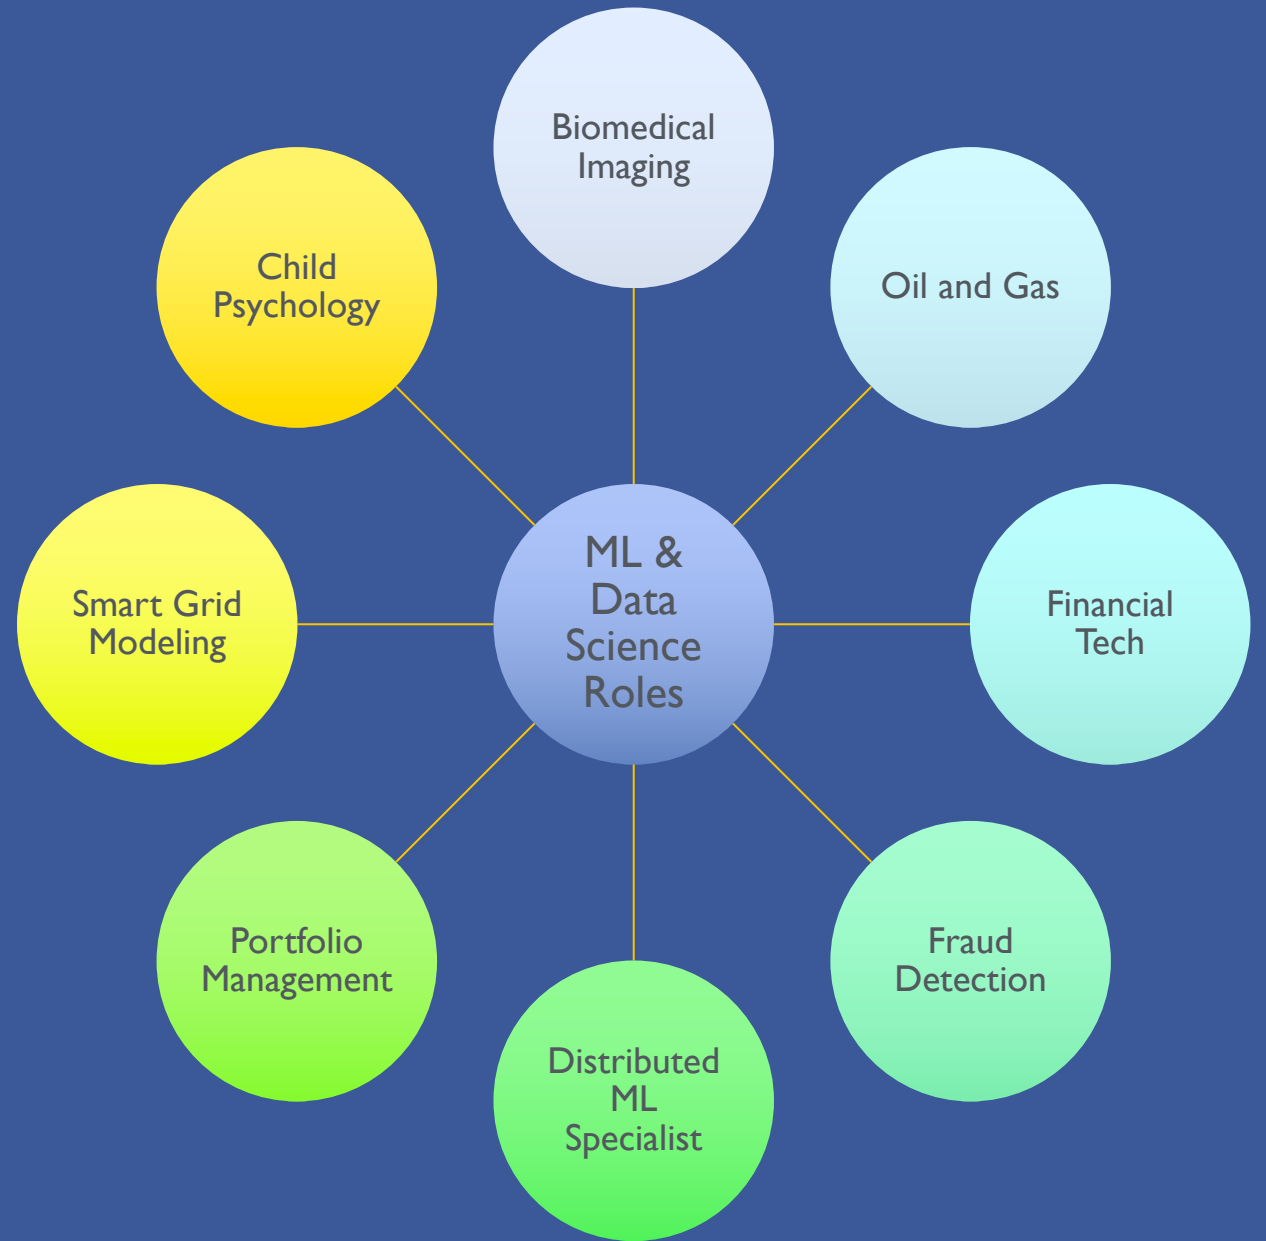 Biomedical
Imaging
Child
Psychology
Oil and Gas
ML &
Data
Science
Roles
Smart Grid
Modeling
Financial
Tech
Portfolio
Management
Fraud
Detection
Distributed
ML
Specialist